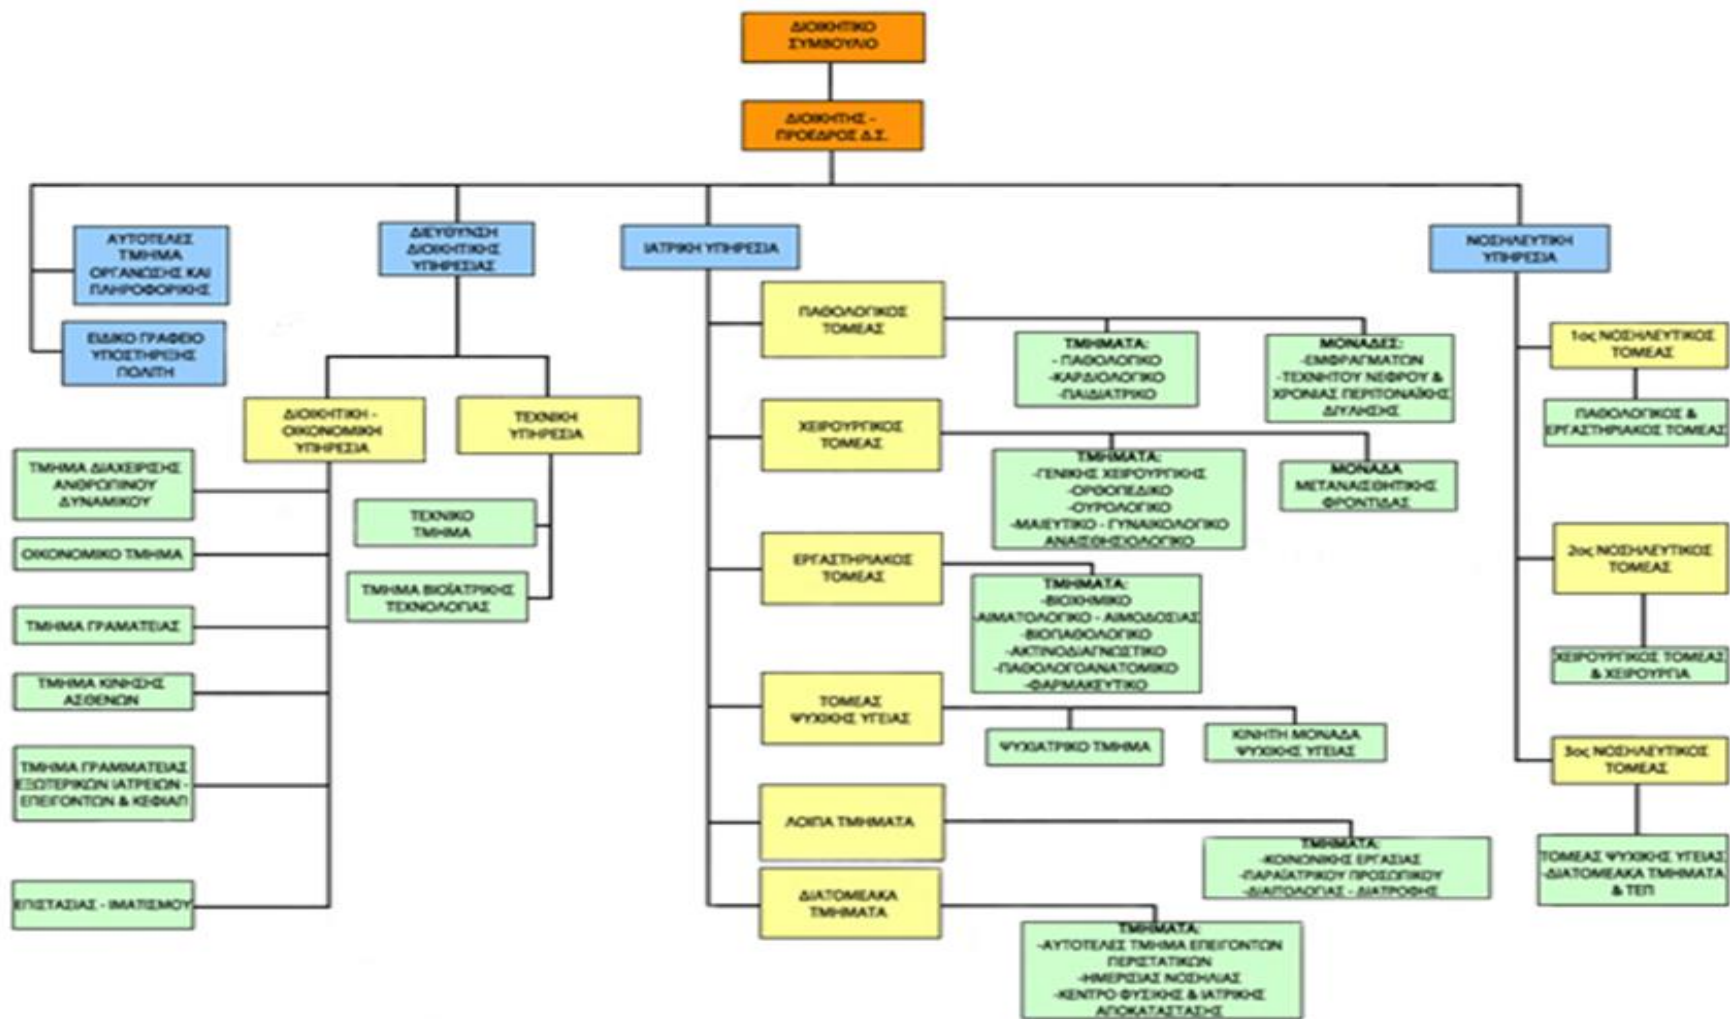 ΔΙΟΙΚΗΤΙΚΟ
ΣΥΜΒΟΥΛΙΟ
ΔΙΟΙΚΗΤΗΣ -
ΠΡΟΕΔΡΟΣ Δ.Σ.
ΑΥΤΟΤΕΛΕΣ
ΤΜΗΜΑ
ΟΡΓΑΝΩΣΗΣ ΚΑΙ
ΠΛΗΡΟΦΟΡΙΚΗΣ
ΕΙΔΙΚΟ ΓΡΑΦΕΙΟ
ΥΠΟΣΤΗΡΙΞΗΣ
ΠΟΛΙΤΗ
ΔΙΕΥΘΥΝΣΗ
ΔΙΟΙΚΗΤΙΚΗΣ
ΥΠΗΡΕΣΙΑΣ
ΔΙΟΙΚΗΤΙΚΗ -
ΟΙΚΟΝΟΜΙΚΗ
ΥΠΗΡΕΣΙΑ
ΤΕΧΝΙΚΗ
ΥΠΗΡΕΣΙΑ
ΤΜΗΜΑ ΔΙΑΧΕΙΡΙΣΗΣ
ΑΝΘΡΩΠΙΝΟΥ
ΔΥΝΑΜΙΚΟΥ
ΟΙΚΟΝΟΜΙΚΟ ΤΜΗΜΑ
ΤΜΗΜΑ ΓΡΑΜΑΤΕΙΑΣ
ΤΜΗΜΑ ΚΙΝΗΣΗΣ
ΑΣΘΕΝΩΝ
ΤΜΗΜΑ ΓΡΑΜΜΑΤΕΙΑΣ
ΕΞΩΤΕΡΙΚΩΝ ΙΑΤΡΕΙΩΝ -
ΕΠΕΙΓΟΝΤΩΝ & ΚΕΦΙΑΠ
ΕΠΙΣΤΑΣΙΑΣ - ΙΜΑΤΙΣΜΟΥ
ΤΕΧΝΙΚΟ
ΤΜΗΜΑ
ΤΜΗΜΑ ΒΙΟΪΑΤΡΙΚΗΣ
ΤΕΧΝΟΛΟΓΙΑΣ
ΙΑΤΡΙΚΗ ΥΠΗΡΕΣΙΑ
ΠΑΘΟΛΟΓΙΚΟΣ
ΤΟΜΕΑΣ
ΤΜΗΜΑΤΑ:
- ΠΑΘΟΛΟΓΙΚΟ
-ΚΑΡΔΙΟΛΟΓΙΚΟ
-ΠΑΙΔΙΑΤΡΙΚΟ
ΜΟΝΑΔΕΣ:
-ΕΜΦΡΑΓΜΑΤΩΝ
-ΤΕΧΝΗΤΟΥ ΝΕΦΡΟΥ &
ΧΡΟΝΙΑΣ ΠΕΡΙΤΟΝΑΪΚΗΣ
ΔΙΥΛΗΣΗΣ
ΧΕΙΡΟΥΡΓΙΚΟΣ
ΤΟΜΕΑΣ
ΤΜΗΜΑΤΑ:
-ΓΕΝΙΚΗΣ ΧΕΙΡΟΥΡΓΙΚΗΣ
-ΟΡΘΟΠΕΔΙΚΟ
-ΟΥΡΟΛΟΓΙΚΟ
-ΜΑΙΕΥΤΙΚΟ - ΓΥΝΑΙΚΟΛΟΓΙΚΟ
ΑΝΑΙΣΘΗΣΙΟΛΟΓΙΚΟ
ΜΟΝΑΔΑ
ΜΕΤΑΝΑΙΣΘΗΤΙΚΗΣ
ΦΡΟΝΤΙΔΑΣ
ΕΡΓΑΣΤΗΡΙΑΚΟΣ
ΤΟΜΕΑΣ
ΤΜΗΜΑΤΑ:
-ΒΙΟΧΗΜΙΚΟ
-ΑΙΜΑΤΟΛΟΓΙΚΟ - ΑΙΜΟΔΟΣΙΑΣ
-ΒΙΟΠΑΘΟΛΟΓΙΚΟ
-ΑΚΤΙΝΟΔΙΑΓΝΩΣΤΙΚΟ
-ΠΑΘΟΛΟΓΟΑΝΑΤΟΜΙΚΟ
-ΦΑΡΜΑΚΕΥΤΙΚΟ
ΤΟΜΕΑΣ
ΨΥΧΙΚΗΣ ΥΓΕΙΑΣ
ΨΥΧΙΑΤΡΙΚΟ ΤΜΗΜΑ
ΚΙΝΗΤΗ ΜΟΝΑΔΑ
ΨΥΧΙΚΗΣ ΥΓΕΙΑΣ
ΛΟΙΠΑ ΤΜΗΜΑΤΑ
ΤΜΗΜΑΤΑ:
-ΚΟΙΝΩΝΙΚΗΣ ΕΡΓΑΣΙΑΣ
-ΠΑΡΑΪΑΤΡΙΚΟΥ ΠΡΟΣΩΠΙΚΟΥ
-ΔΙΑΙΤΟΛΟΓΙΑΣ - ΔΙΑΤΡΟΦΗΣ
ΔΙΑΤΟΜΕΑΚΑ
ΤΜΗΜΑΤΑ
ΤΜΗΜΑΤΑ:
-ΑΥΤΟΤΕΛΕΣ ΤΜΗΜΑ ΕΠΕΙΓΟΝΤΩΝ
ΠΕΡΙΣΤΑΤΙΚΩΝ
-ΗΜΕΡΙΣΙΑΣ ΝΟΣΗΛΙΑΣ
-ΚΕΝΤΡΟ ΦΥΣΙΚΗΣ & ΙΑΤΡΙΚΗΣ
ΑΠΟΚΑΤΑΣΤΑΣΗΣ
ΝΟΣΗΛΕΥΤΙΚΗ
ΥΠΗΡΕΣΙΑ
1ος ΝΟΣΗΛΕΥΤΙΚΟΣ
ΤΟΜΕΑΣ
ΠΑΘΟΛΟΓΙΚΟΣ &
ΕΡΓΑΣΤΗΡΙΑΚΟΣ ΤΟΜΕΑΣ
2ος ΝΟΣΗΛΕΥΤΙΚΟΣ
ΤΟΜΕΑΣ
ΧΕΙΡΟΥΡΓΙΚΟΣ ΤΟΜΕΑΣ
& ΧΕΙΡΟΥΡΓΙΑ
3ος ΝΟΣΗΛΕΥΤΙΚΟΣ
ΤΟΜΕΑΣ
ΤΟΜΕΑΣ ΨΥΧΙΚΗΣ ΥΓΕΙΑΣ
-ΔΙΑΤΟΜΕΑΚΑ ΤΜΗΜΑΤΑ
& ΤΕΠ